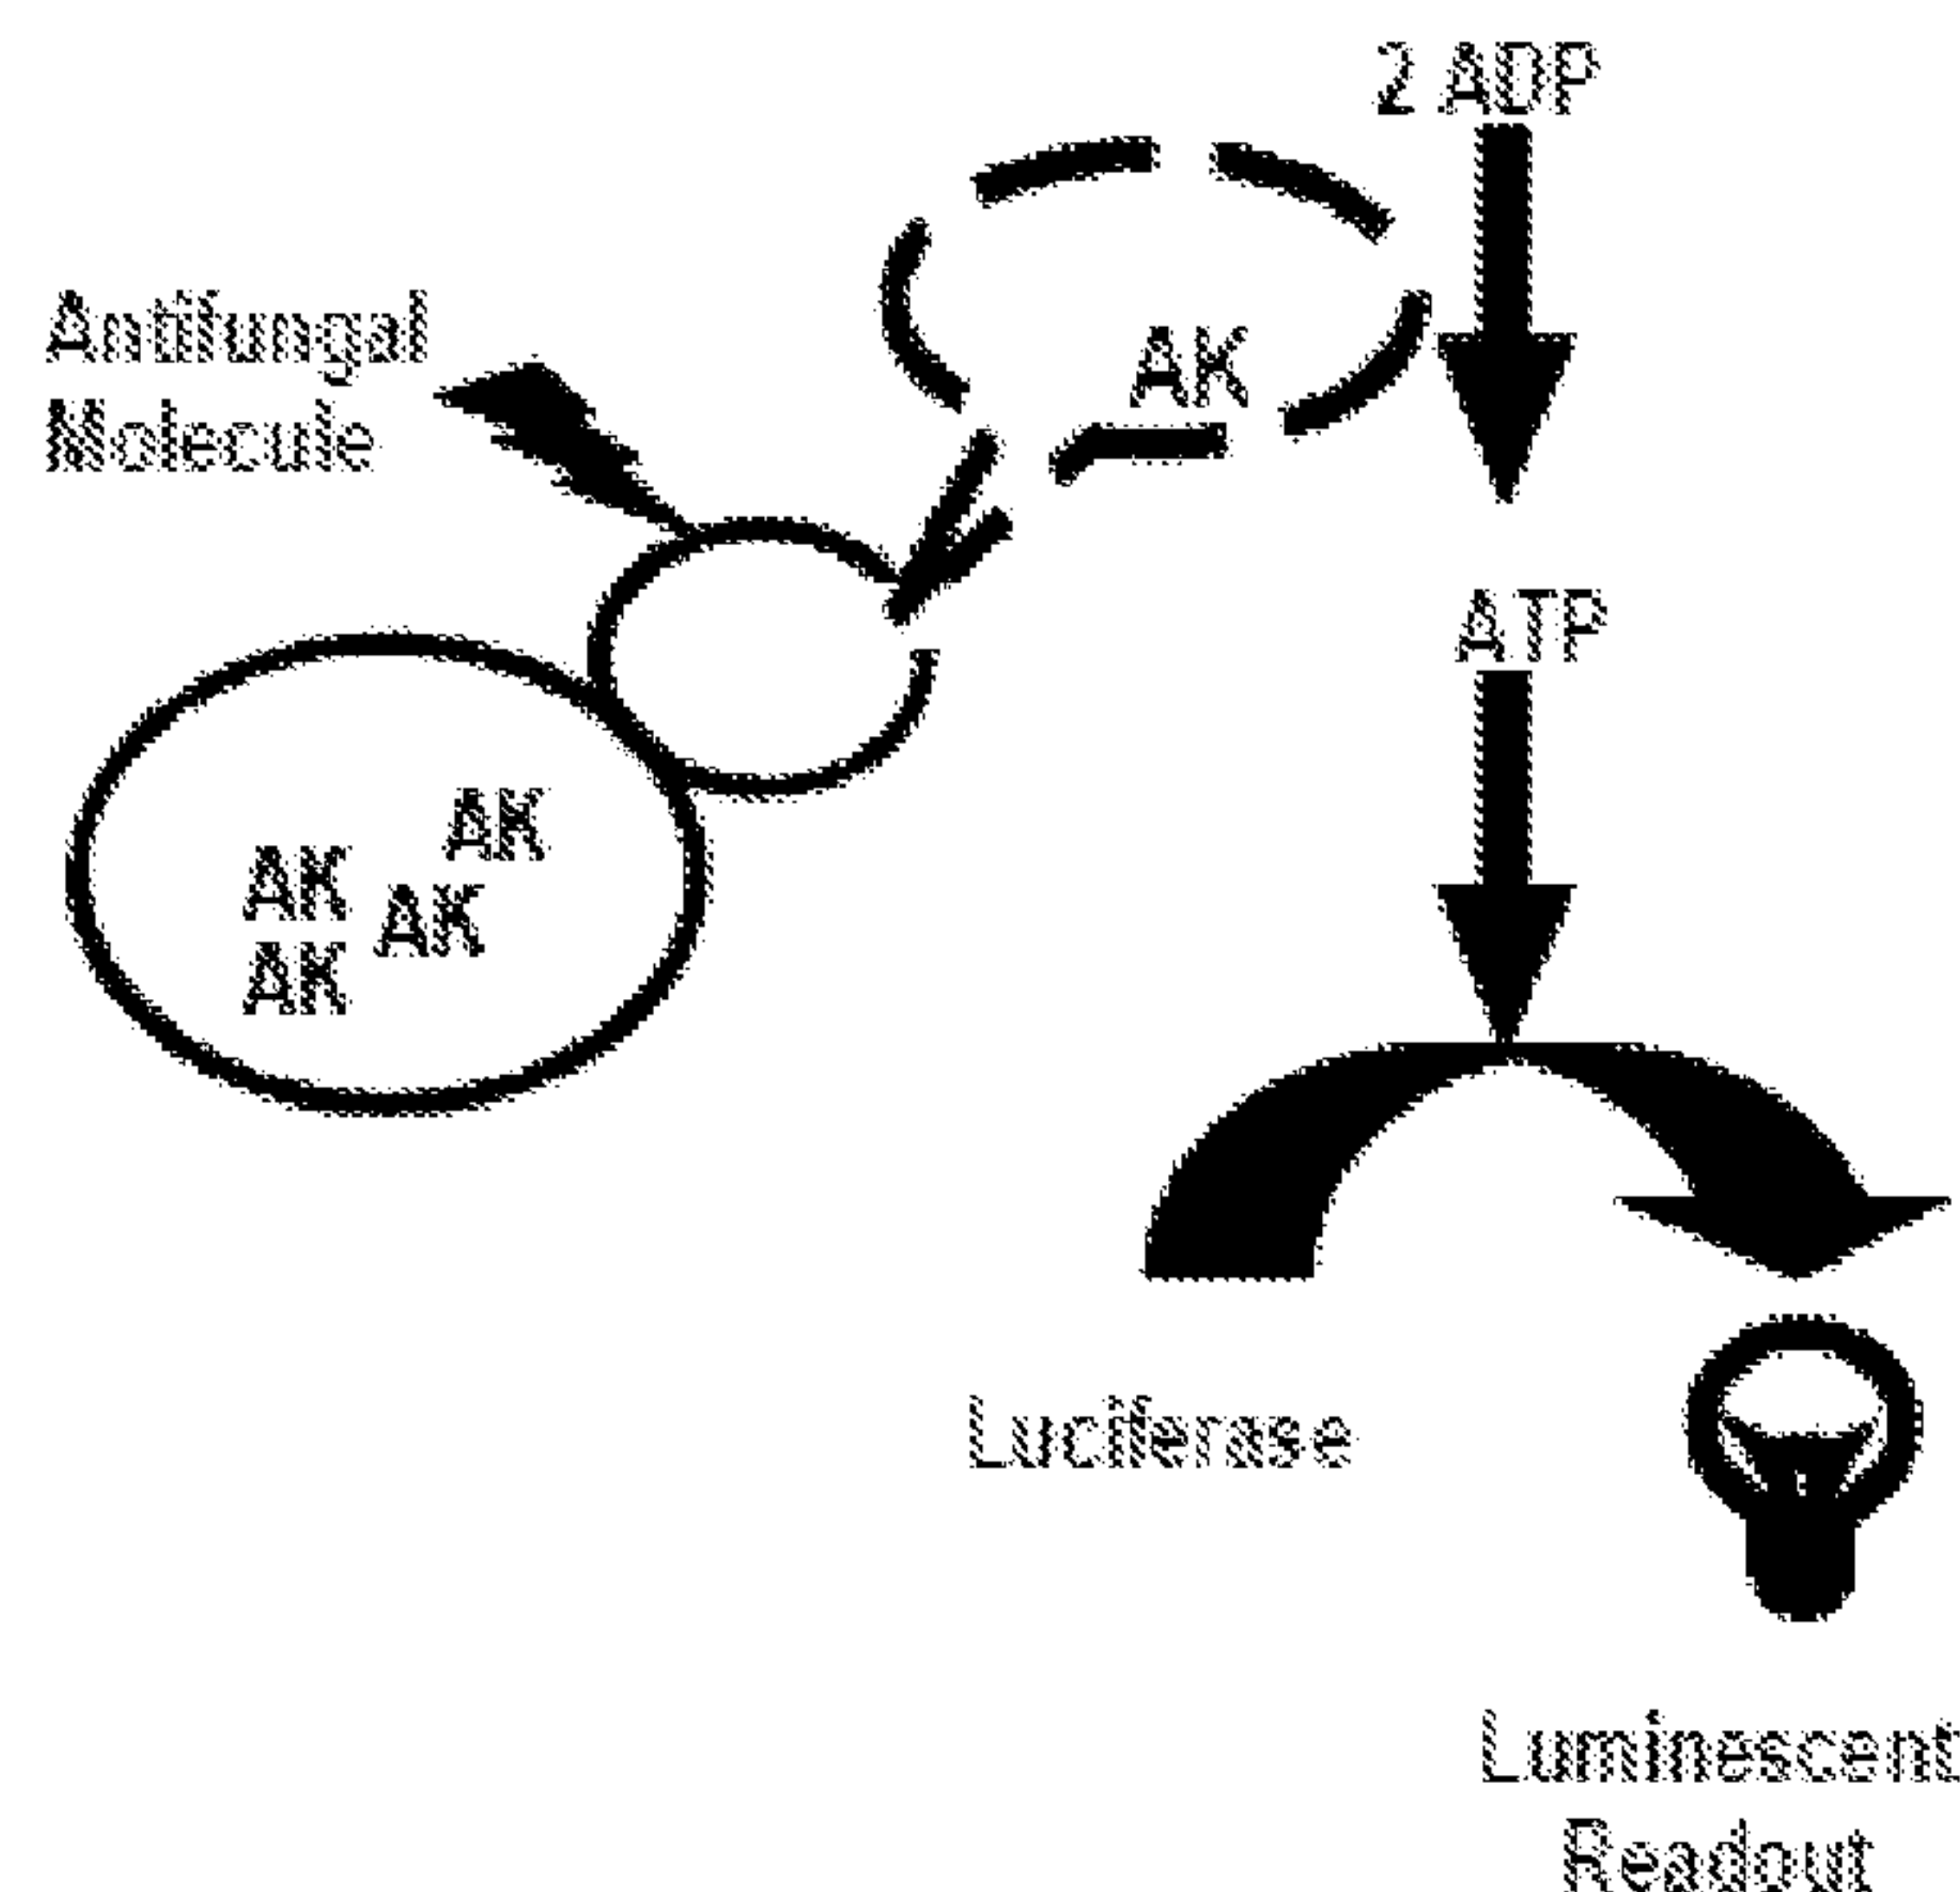 2 ADP
Antifungal
Molecule
AK
ATP
AK
AK
AK
AK
Luciferase
Luminescent
Readout